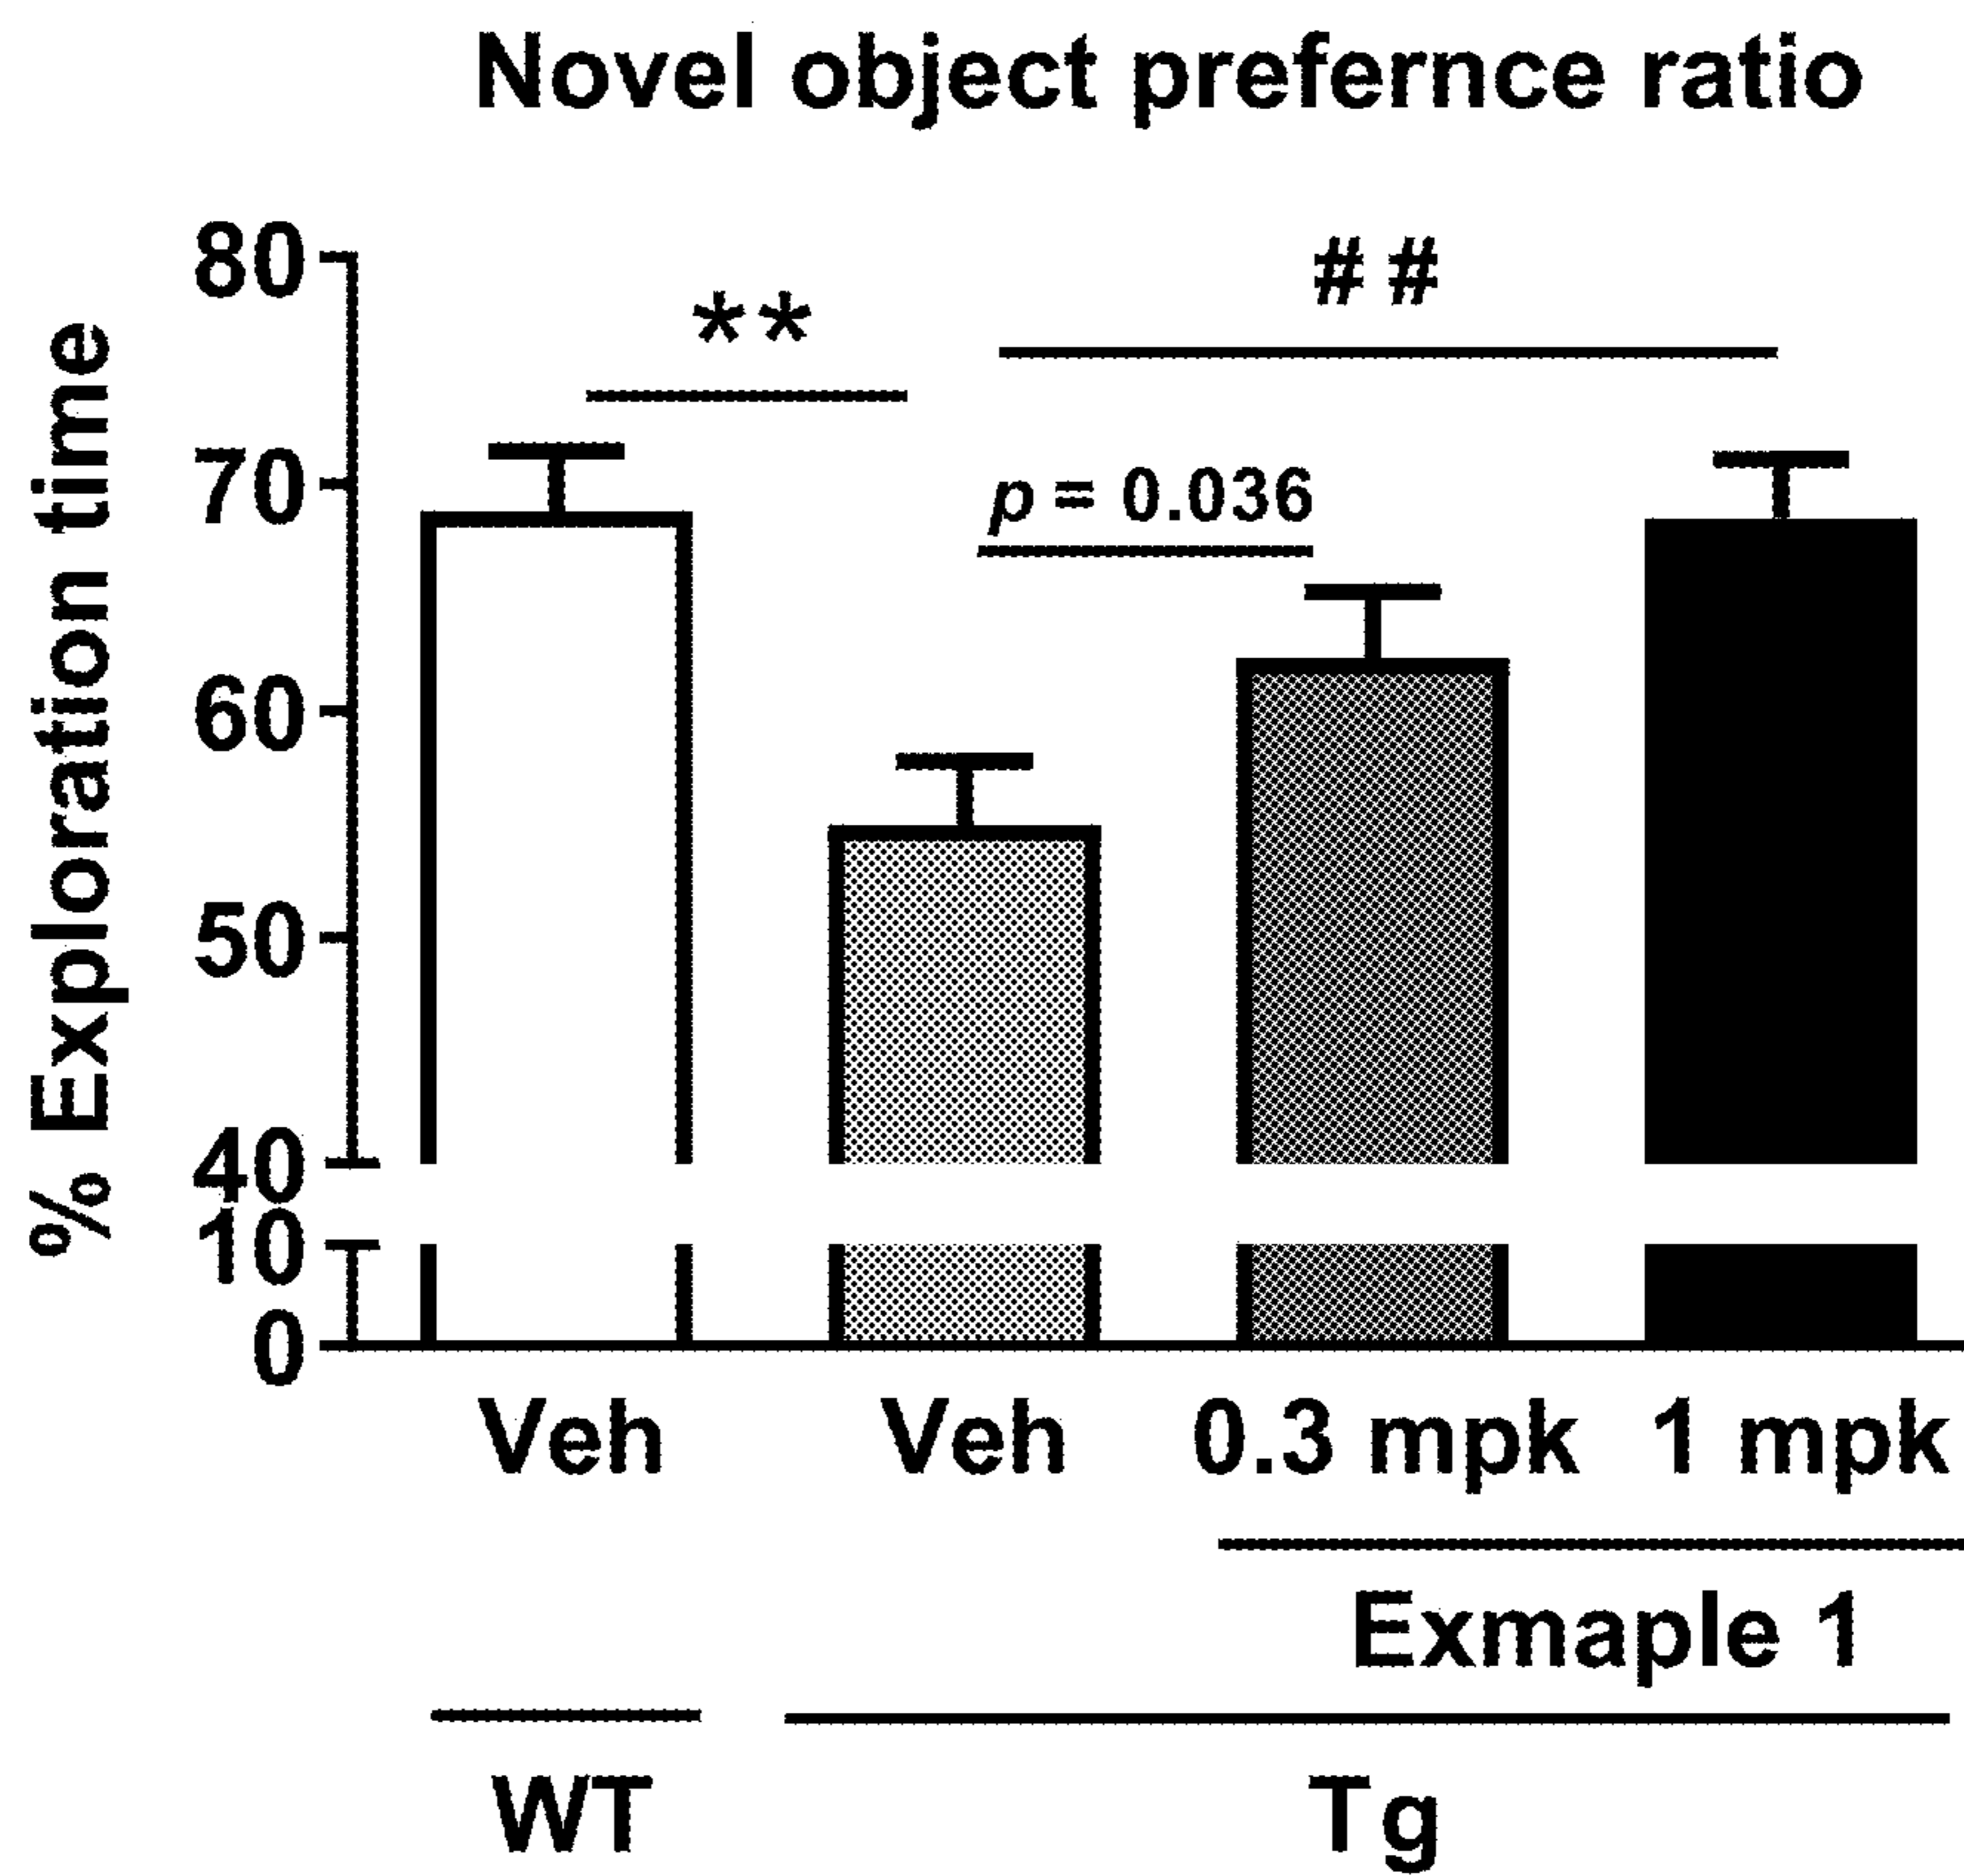 Novel object prefernce ratio
% Exploration time
80
70
60
50
40
10
0
**
##
p = 0.036
Veh Veh 0.3 mpk 1 mpk
Exmaple 1
WT Tg